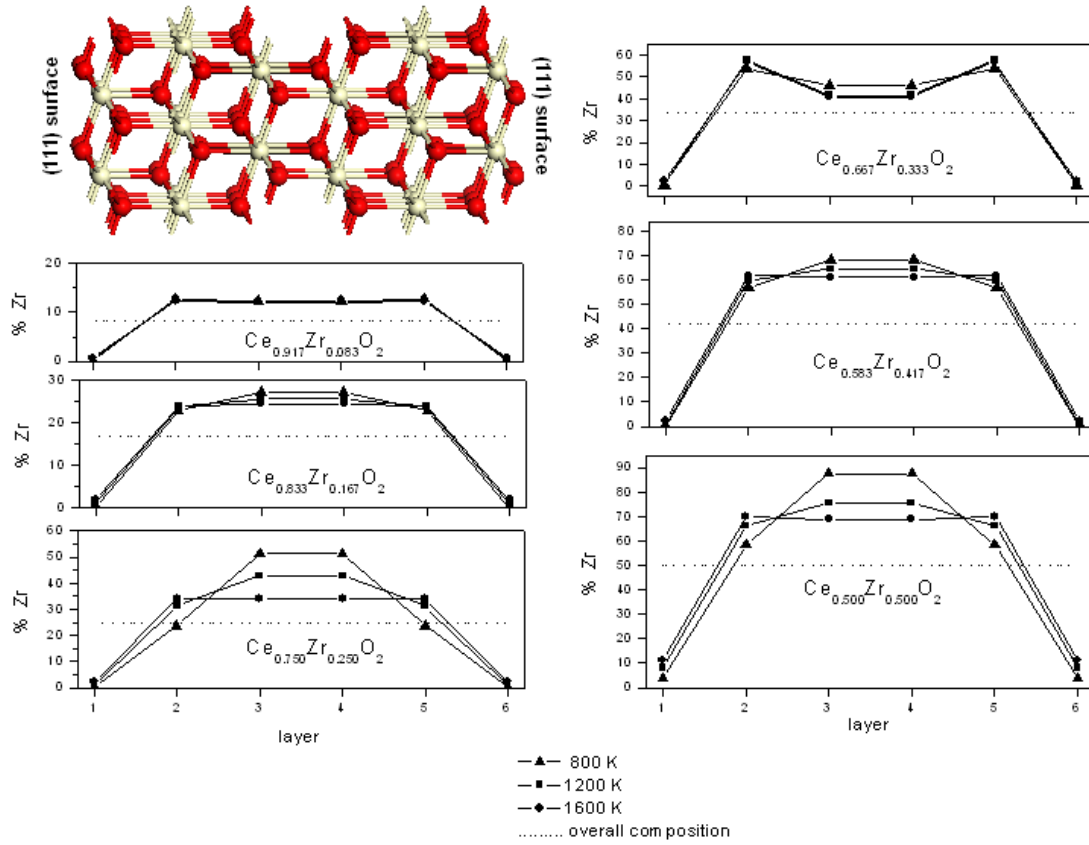 (111) surface
(111) surface
% Zr
20
10
0
Ce0.917Zr0.083O2
% Zr
30
20
10
0
Ce0.833Zr0.167O2
% Zr
60
50
40
30
20
10
0
Ce0.750Zr0.250O2
1 2 3 4 5 6
layer
% Zr
60
50
40
30
20
10
0
Ce0.667Zr0.333O2
% Zr
80
70
60
50
40
30
20
10
0
Ce0.583Zr0.417O2
% Zr
90
80
70
60
50
40
30
20
10
0
Ce0.500Zr0.500O2
1 2 3 4 5 6
layer
800 K
1200 K
1600 K
......... overall composition